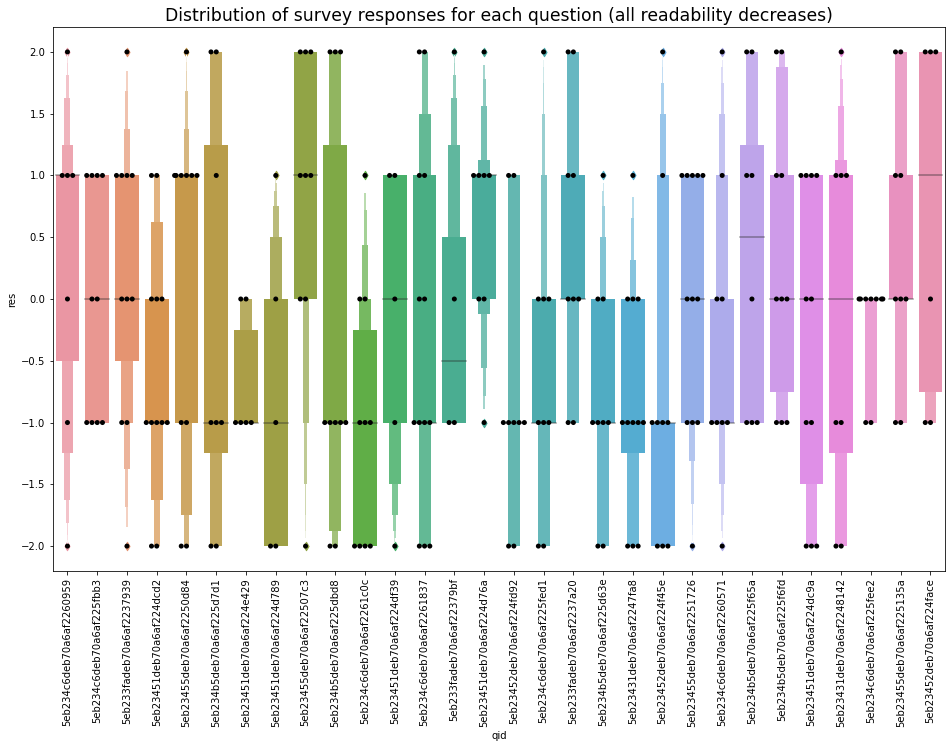 Distribution of survey responses for each question (all readability decreases)
res
2.0
1.5
1.0
0.5
0.0
−0.5
−1.0
−1.5
−2.0
5eb234c6deb70a6af2260959
5eb234c6deb70a6af225fbb3
5eb233fadeb70a6af2237939
5eb23451deb70a6af224dcd2
5eb23455deb70a6af2250d84
5eb234b5deb70a6af225d7d1
5eb23451deb70a6af224e429
5eb23451deb70a6af224d789
5eb23455deb70a6af22507c3
5eb234b5deb70a6af225dbd8
5eb234c6deb70a6af2261c0c
5eb23451deb70a6af224df39
5eb234c6deb70a6af2261837
5eb233fadeb70a6af22379bf
5eb23451deb70a6af224d76a
5eb23452deb70a6af224fd92
5eb234c6deb70a6af225fed1
5eb233fadeb70a6af2237a20
5eb234b5deb70a6af225d63e
5eb23431deb70a6af2247fa8
5eb23452deb70a6af224f45e
5eb23455deb70a6af2251726
5eb234c6deb70a6af2260571
5eb234b5deb70a6af225f65a
5eb234b5deb70a6af225f6fd
5eb23451deb70a6af224dc9a
5eb23431deb70a6af2248142
5eb234c6deb70a6af225fee2
5eb23455deb70a6af225135a
5eb23452deb70a6af224face
qid